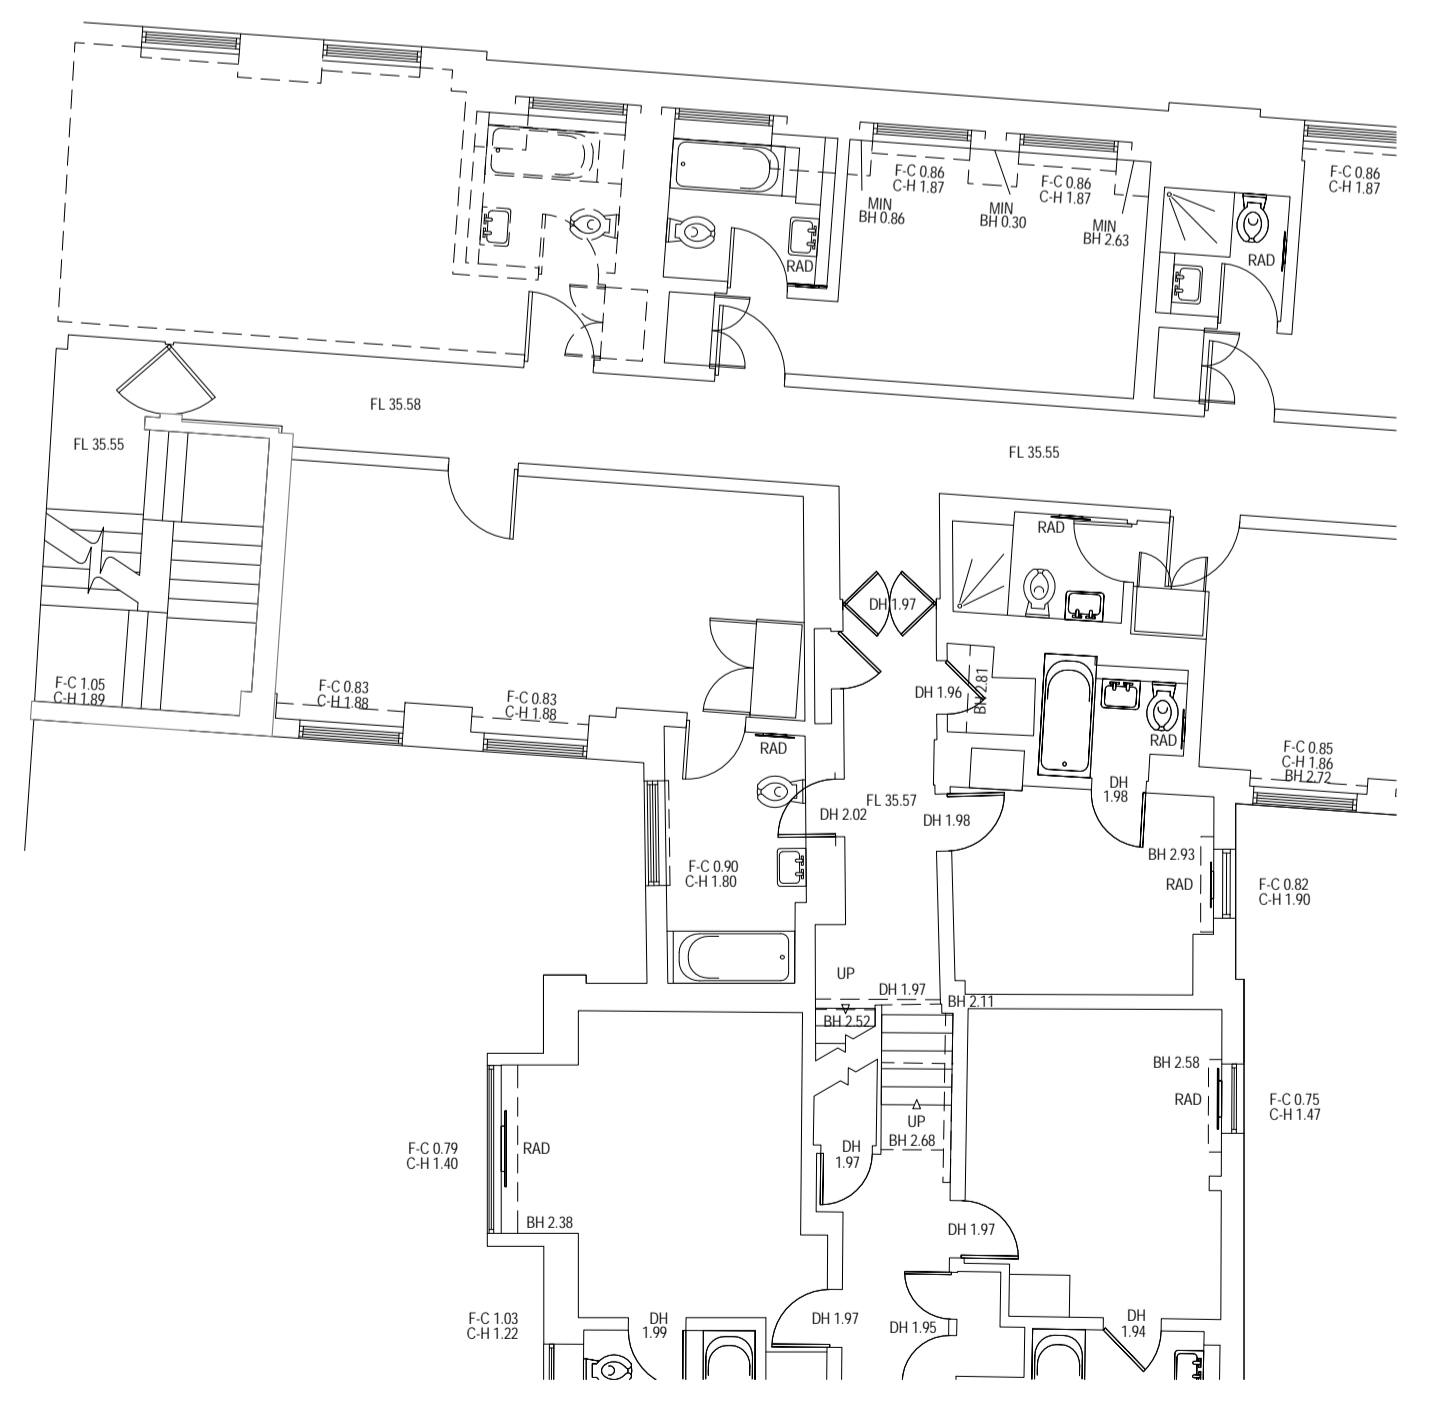 F-C 0.86
C-H 1.87
F-C 0.86
C-H 1.87
F-C 0.86
C-H 1.87
MIN
BH 0.86
MIN
BH 0.30
MIN
BH 2.63
RAD
RAD
FL 35.58
FL 35.55
FL 35.55
RAD
DH 1.97
F-C 1.05
C-H 1.89
F-C 0.83
C-H 1.88
F-C 0.83
C-H 1.88
DH 1.96
BH 2.81
RAD
RAD
F-C 0.85
C-H 1.86
BH 2.72
DH
1.98
FL 35.57
DH 2.02
DH 1.98
BH 2.93
RAD
F-C 0.90
C-H 1.80
F-C 0.82
C-H 1.90
UP
DH 1.97
BH 2.11
BH 2.52
BH 2.58
RAD
F-C 0.75
C-H 1.47
UP
BH 2.68
F-C 0.79
C-H 1.40
RAD
DH
1.97
BH 2.38
DH 1.97
F-C 1.03
C-H 1.22
DH
1.99
DH 1.97
DH 1.95
DH
1.94